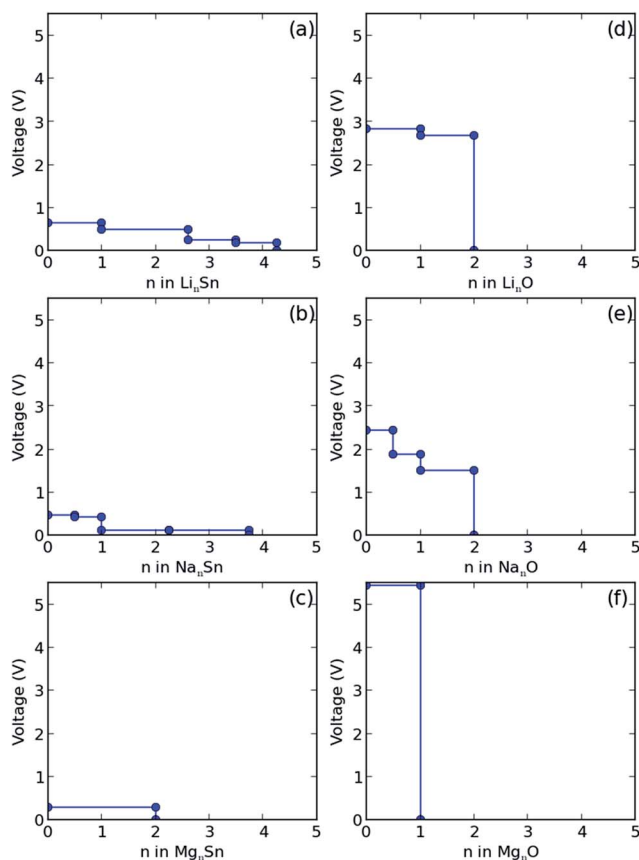 (a)
Voltage (V)
5
4
3
2
1
0
0 1 2 3 4 5
n in LiₙSn
(d)
Voltage (V)
5
4
3
2
1
0
0 1 2 3 4 5
n in LiₙO
(b)
Voltage (V)
5
4
3
2
1
0
0 1 2 3 4 5
n in NaₙSn
(e)
Voltage (V)
5
4
3
2
1
0
0 1 2 3 4 5
n in NaₙO
(c)
Voltage (V)
5
4
3
2
1
0
0 1 2 3 4 5
n in MgₙSn
(f)
Voltage (V)
5
4
3
2
1
0
0 1 2 3 4 5
n in MgₙO